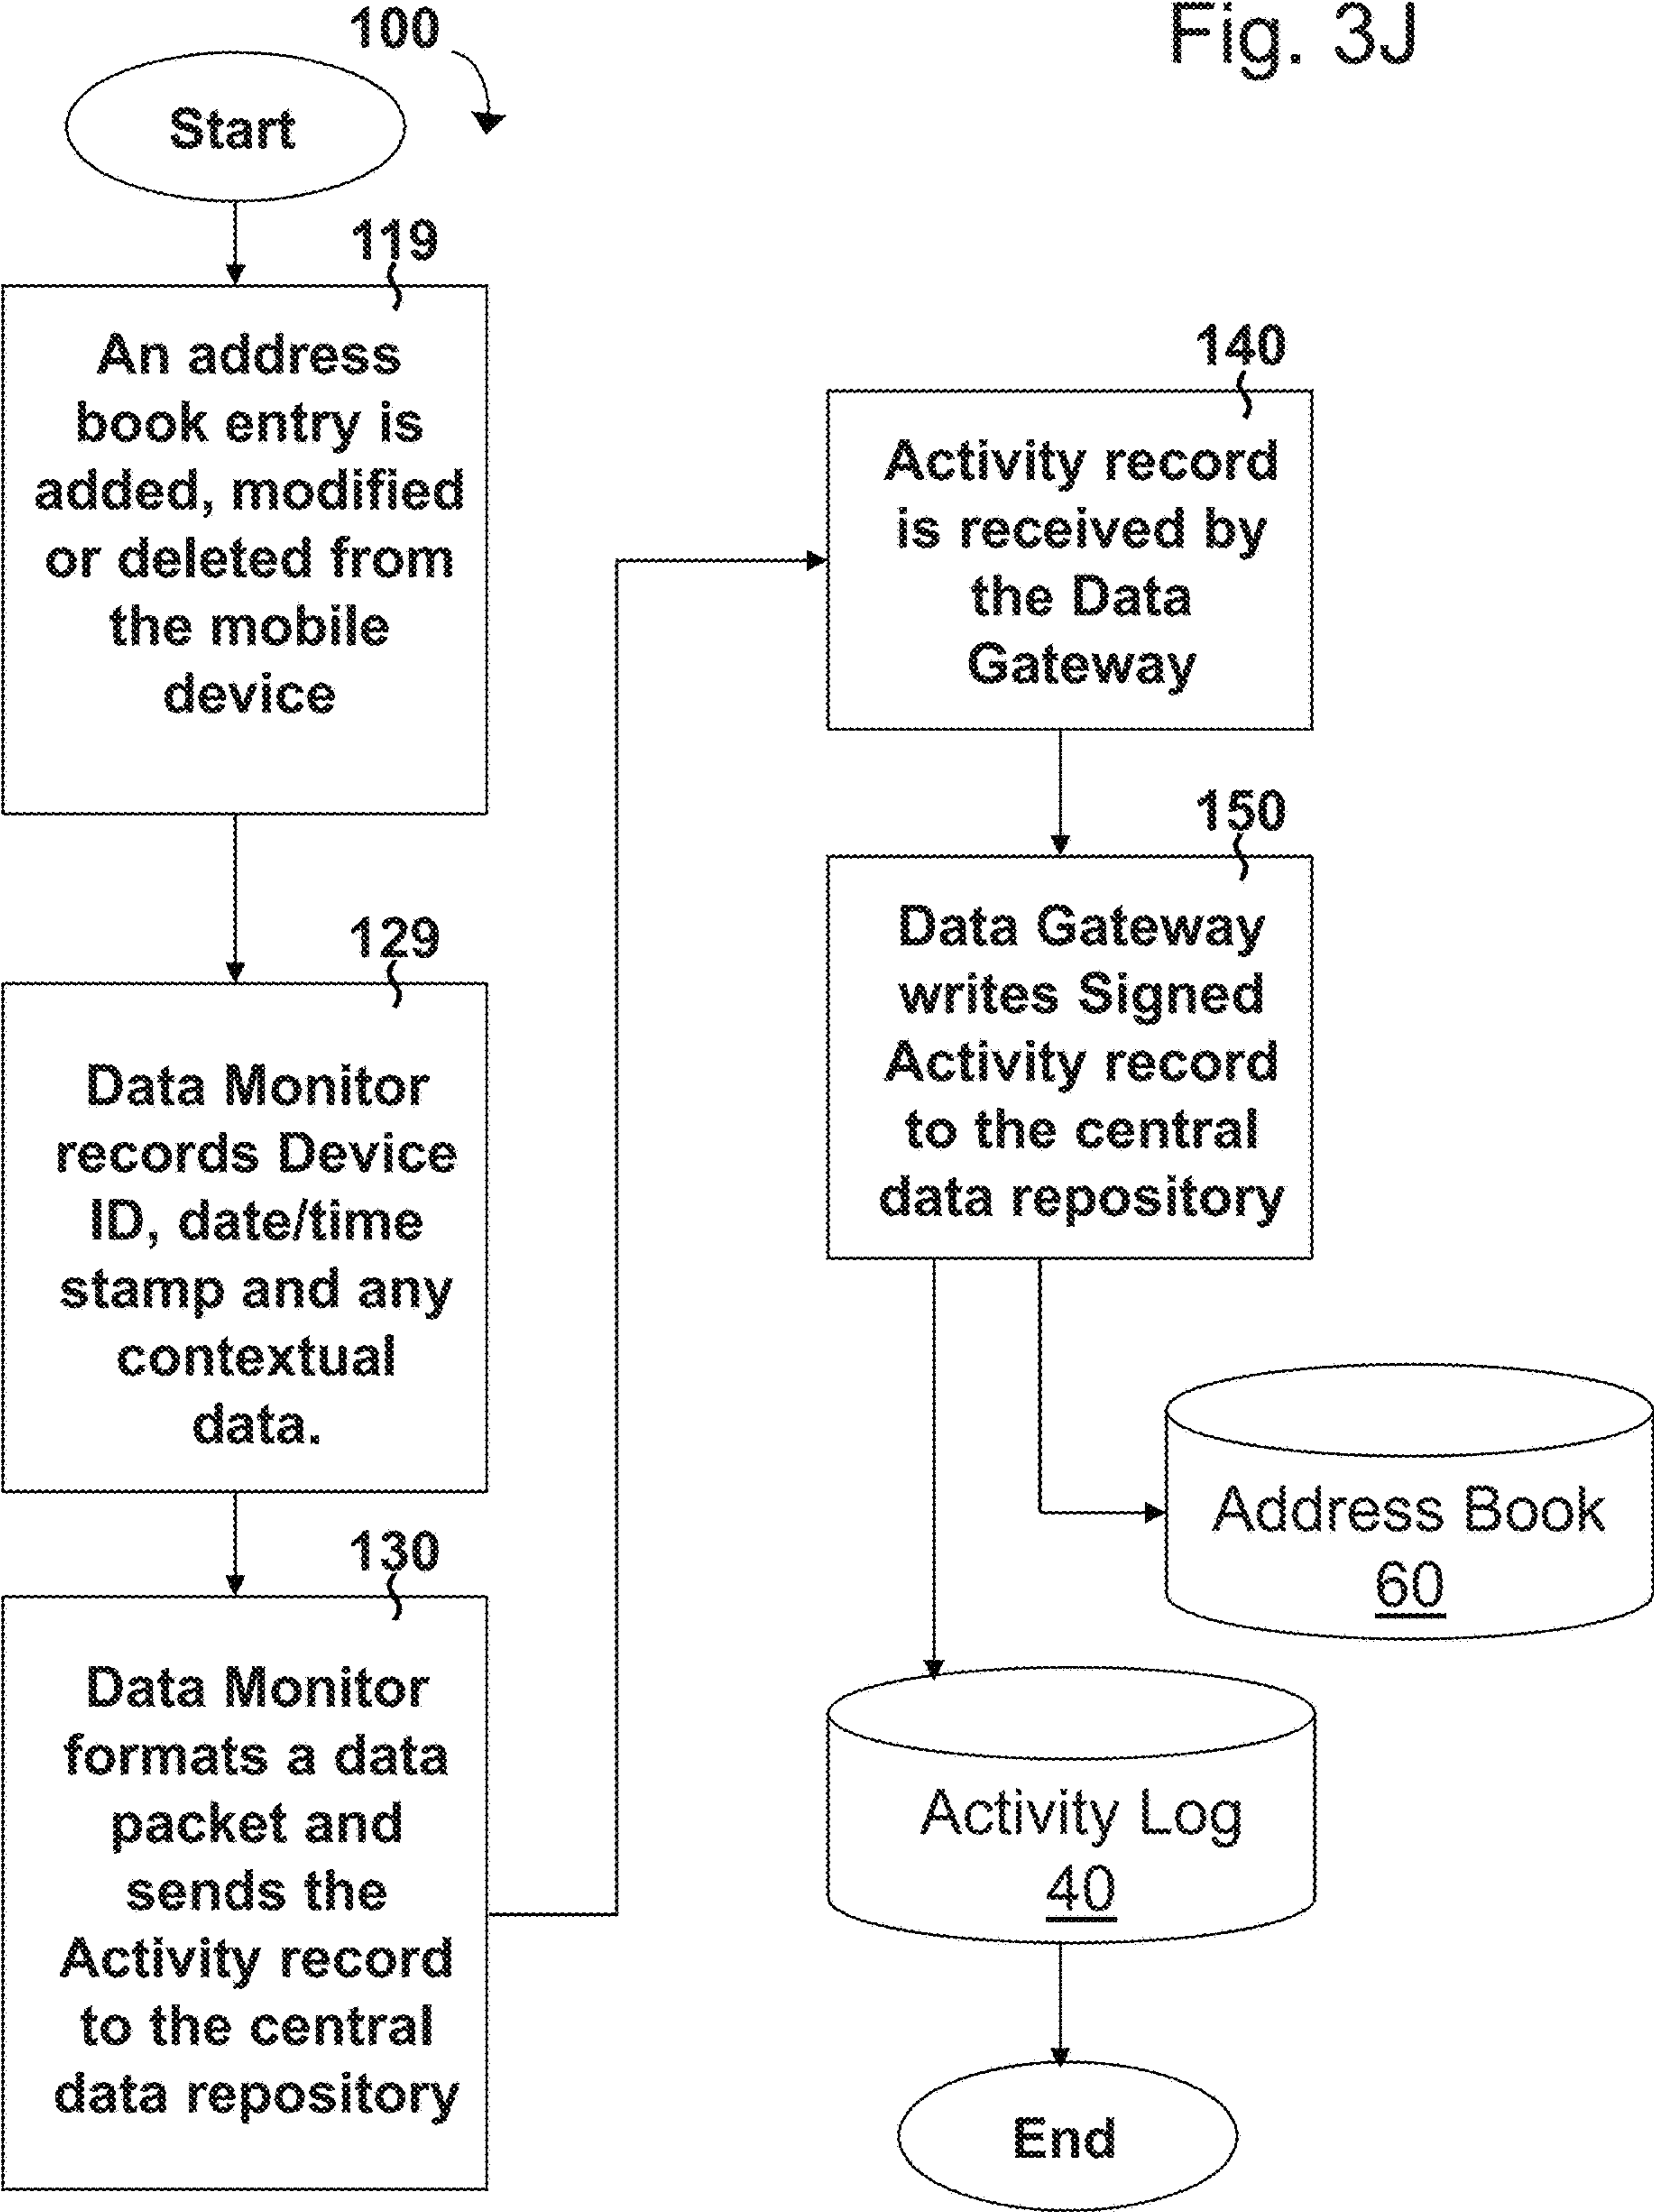 Fig. 3J
100
Start
119
An address
book entry is
added, modified
or deleted from
the mobile
device
129
Data Monitor
records Device
ID, date/time
stamp and any
contextual
data.
130
Data Monitor
formats a data
packet and
sends the
Activity record
to the central
data repository
140
Activity record
is received by
the Data
Gateway
150
Data Gateway
writes Signed
Activity record
to the central
data repository
Address Book
60
Activity Log
40
End